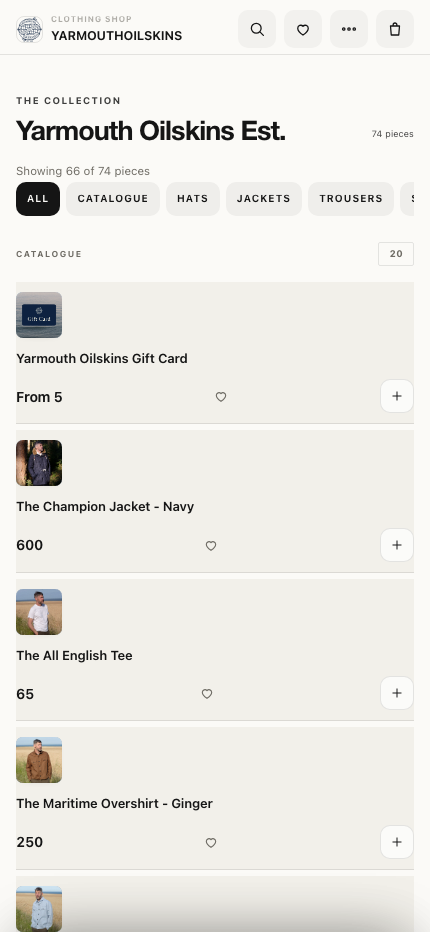 CLOTHING SHOP
YARMOUTHOILSKINS
THE COLLECTION
Yarmouth Oilskins Est.
74 pieces
Showing 66 of 74 pieces
ALL
CATALOGUE
HATS
JACKETS
TROUSERS
CATALOGUE
20
Gift Card
Yarmouth Oilskins Gift Card
From 5
The Champion Jacket - Navy
600
The All English Tee
65
The Maritime Overshirt - Ginger
250